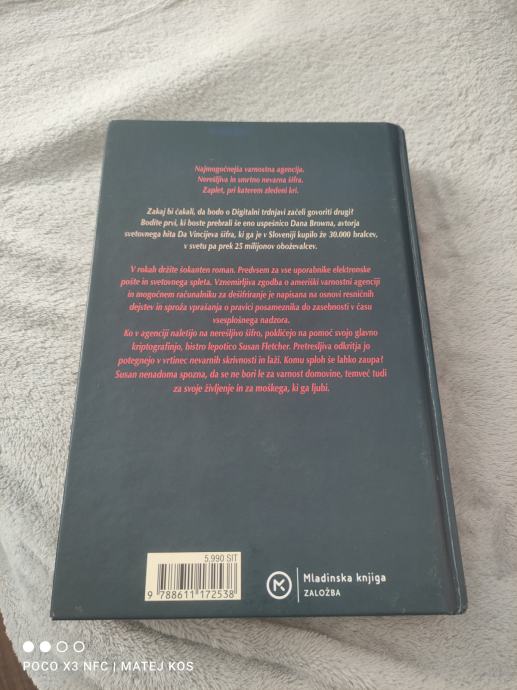 Najmogočnejša varnostna agencija.
Nerešljiva in smrtno nevarna šifra.
Zaplet, pri katerem zledeni kri.
Zakaj bi čakali, da bodo o Digitalni trdnjavi začeli govoriti drugi?
Bodite prvi, ki boste prebrali še eno uspešnico Dana Browna, avtorja
svetovnega hita Da Vincijeva šifra, ki ga je v Sloveniji kupilo že 30.000 bralcev,
v svetu pa prek 25 milijonov oboževalcev.
V rokah držite šokanten roman. Predvsem za vse uporabnike elektronske
pošte in svetovnega spleta. Vznemirljiva zgodba o ameriški varnostni agenciji
in mogočnem računalniku za dešifriranje je napisana na osnovi resničnih
dejstev in sproža vprašanja o pravici posameznika do zasebnosti v času
vsesplošnega nadzora.
Ko v agenciji naletijo na nerešljivo šifro, pokličejo na pomoč svojo glavno
kriptografinjo, bistro lepotico Susan Fletcher. Pretresljiva odkritja jo
potegnejo v vrtinec nevarnih skrivnosti in laži. Komu sploh še lahko zaupa?
Susan nenadoma spozna, da se ne bori le za varnost domovine, temveč tudi
za svoje življenje in za moškega, ki ga ljubi.
5.990 SIT
9 788611 172538
Mladinska knjiga
ZALOŽBA
POCO X3 NFC | MATEJ KOS